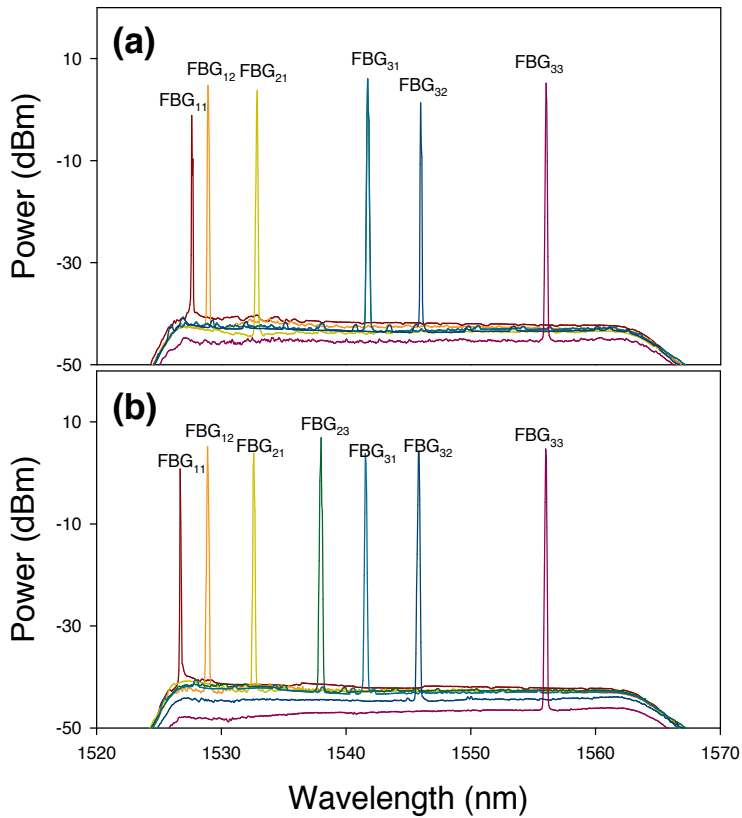 (a)
10
-10
-30
-50
Power (dBm)
FBG11
FBG12
FBG21
FBG31
FBG32
FBG33
(b)
10
-10
-30
-50
Power (dBm)
FBG11
FBG12
FBG21
FBG23
FBG31
FBG32
FBG33
1520 1530 1540 1550 1560 1570
Wavelength (nm)